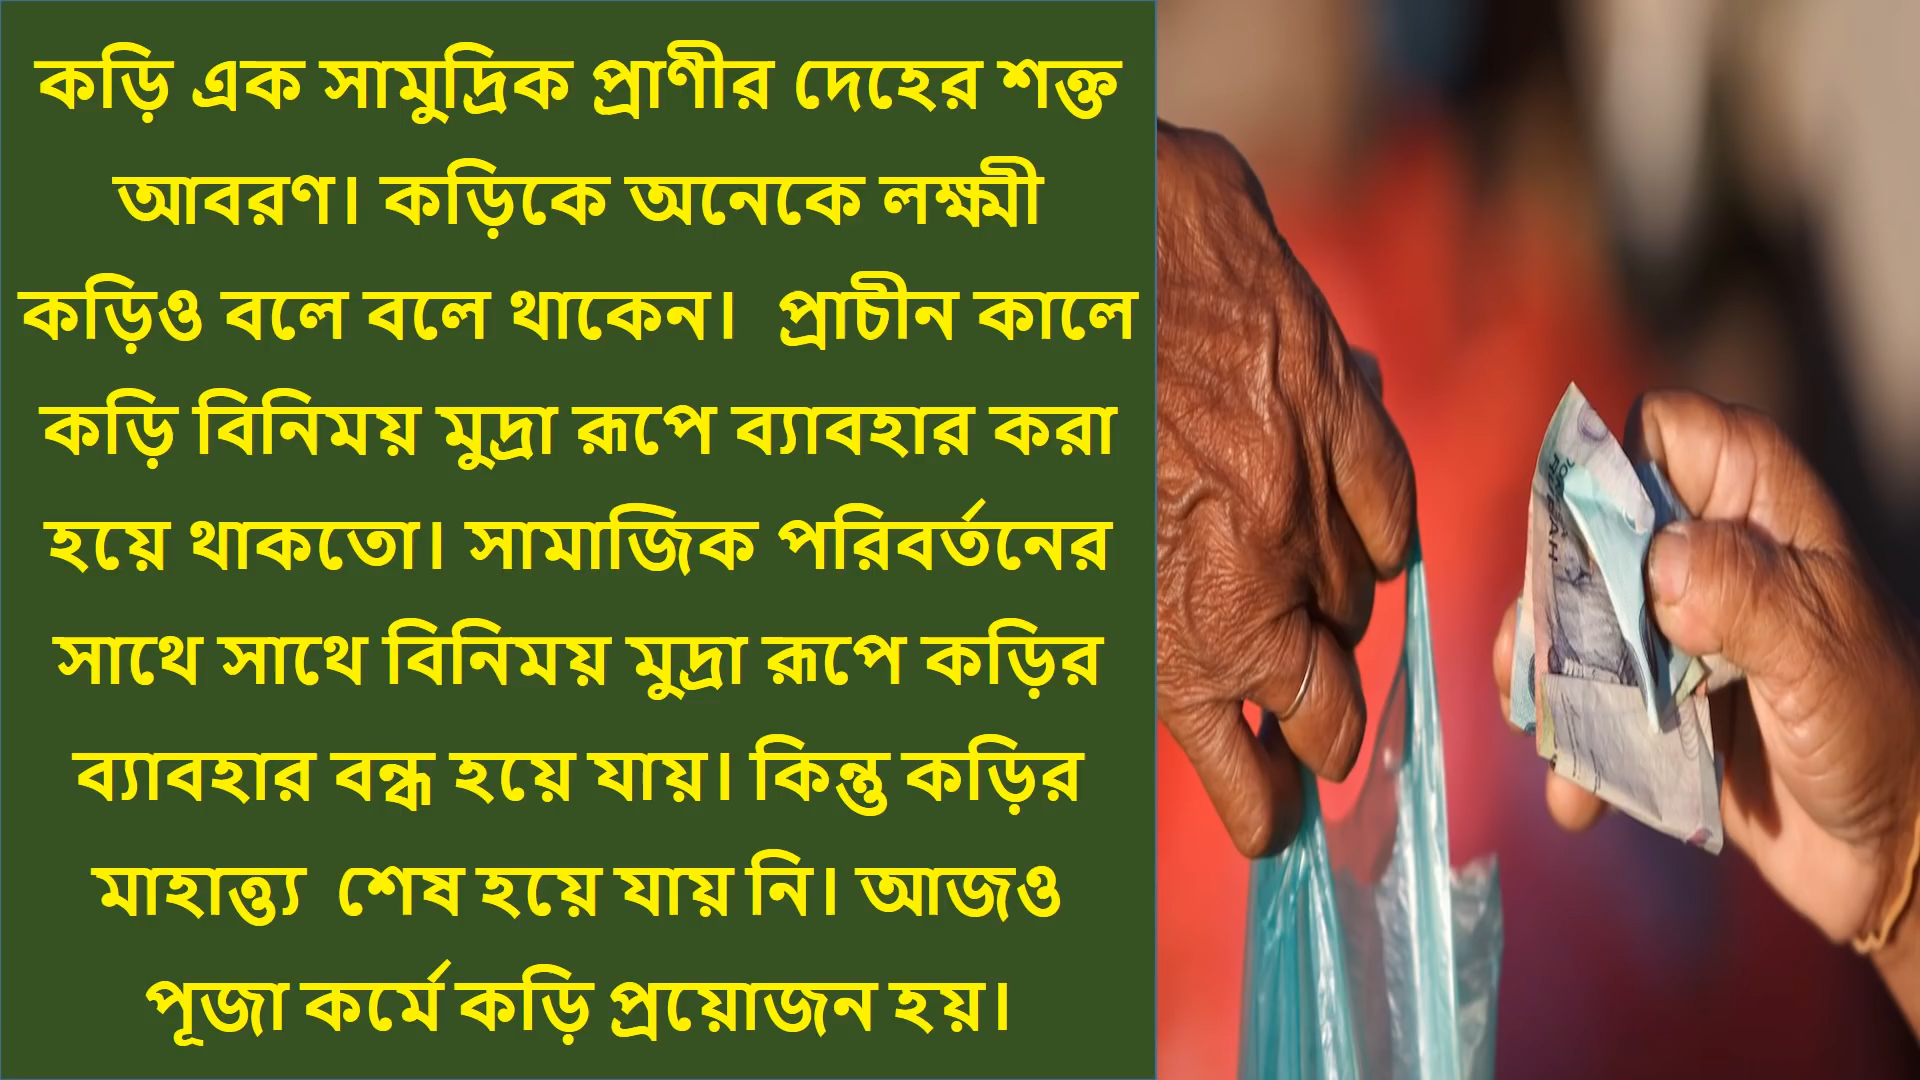 কড়ি এক সামুদ্রিক প্রাণীর দেহের শক্ত
আবরণ। কড়িকে অনেকে লক্ষ্মী
কড়িও বলে বলে থাকেন। প্রাচীন কালে
কড়ি বিনিময় মুদ্রা রূপে ব্যাবহার করা
হয়ে থাকতো। সামাজিক পরিবর্তনের
সাথে সাথে বিনিময় মুদ্রা রূপে কড়ির
ব্যাবহার বন্ধ হয়ে যায়। কিন্তু কড়ির
মাহাত্ত্য শেষ হয়ে যায় নি। আজও
পূজা কর্মে কড়ি প্রয়োজন হয়।